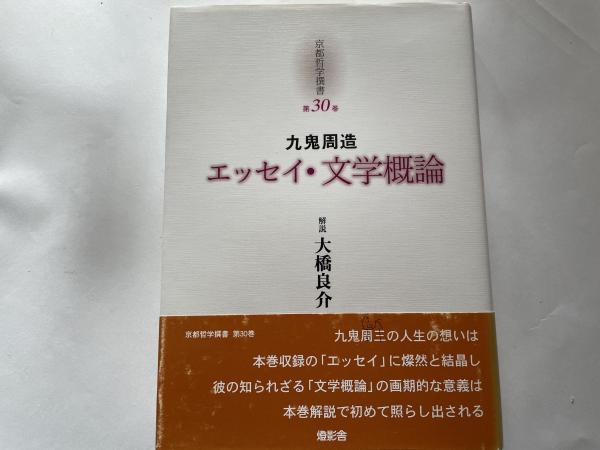 京都哲学撰書
第30巻
九鬼周造
エッセイ・文学概論
解説 大橋良介
京都哲学撰書 第30巻
九鬼周三の人生の想いは
本巻収録の「エッセイ」に燦然と結晶し
彼の知られざる「文学概論」の画期的な意義は
本巻解説で初めて照らし出される
燈影舎